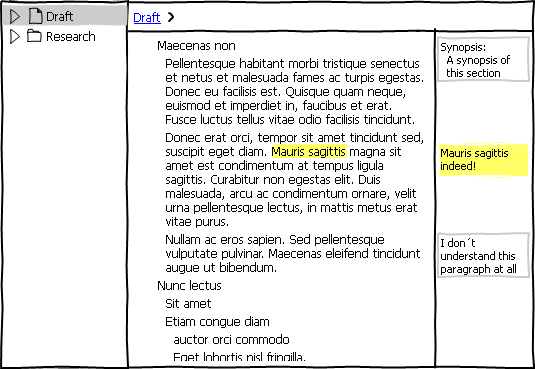 Draft
Research
Draft >
Maecenas non
Pellentesque habitant morbi tristique senectus
et netus et malesuada fames ac turpis egestas.
Donec eu facilisis est. Quisque quam neque,
euismod et imperdiet in, faucibus et erat.
Fusce luctus tellus vitae odio facilisis tincidunt.
Donec erat orci, tempor sit amet tincidunt sed,
suscipit eget diam. Mauris sagittis magna sit
amet est condimentum at tempus ligula
sagittis. Curabitur non egestas elit. Duis
malesuada, arcu ac condimentum ornare, velit
urna pellentesque lectus, in mattis metus erat
vitae purus.
Nullam ac eros sapien. Sed pellentesque
vulputate pulvinar. Maecenas eleifend tincidunt
augue ut bibendum.
Nunc lectus
Sit amet
Etiam congue diam
auctor orci commodo
Eget lobortis nisl fringilla.
Synopsis:
A synopsis of
this section
Mauris sagittis
indeed!
I don´t
understand this
paragraph at all